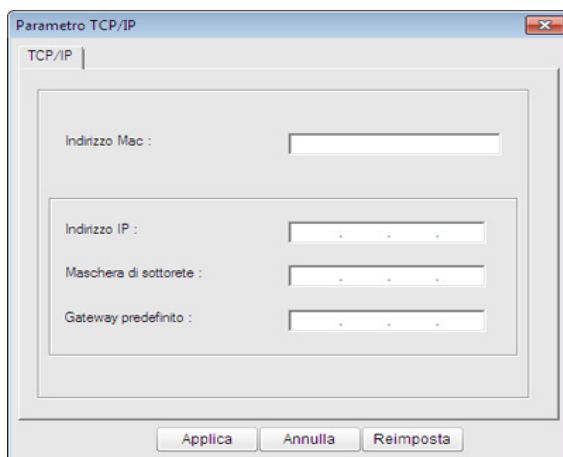 Parametro TCP/IP
TCP/IP
Indirizzo Mac :
Indirizzo IP :
. . .
Maschera di sottorete :
. . .
Gateway predefinito :
. . .
Applica Annulla Reimposta